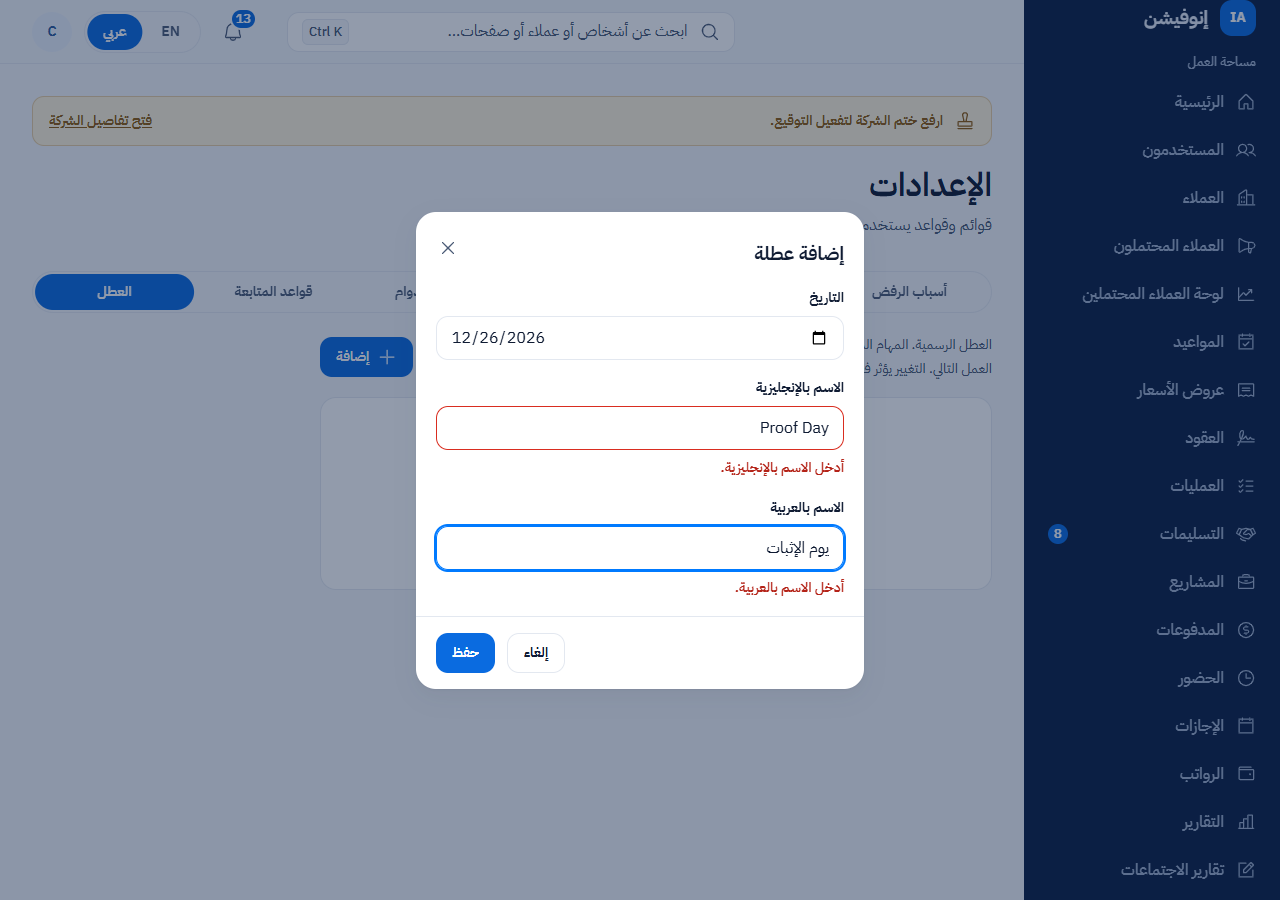 IA
إنوفيشن
مساحة العمل
الرئيسية
المستخدمون
العملاء
العملاء المحتملون
لوحة العملاء المحتملين
المواعيد
عروض الأسعار
العقود
العمليات
التسليمات
8
المشاريع
المدفوعات
الحضور
الإجازات
الرواتب
التقارير
تقارير الاجتماعات
ابحث عن أشخاص أو عملاء أو صفحات...
Ctrl K
13
EN
عربي
C
ارفع ختم الشركة لتفعيل التوقيع.
فتح تفاصيل الشركة
الإعدادات
قوائم وقواعد
أسباب الرفض
قواعد المتابعة
العطل
العطل الرسمية. المهام
العمل التالي. التغيير يؤثر
إضافة
إضافة عطلة
التاريخ
12/26/2026
الاسم بالإنجليزية
Proof Day
أدخل الاسم بالإنجليزية.
الاسم بالعربية
يوم الإثبات
أدخل الاسم بالعربية.
إلغاء
حفظ